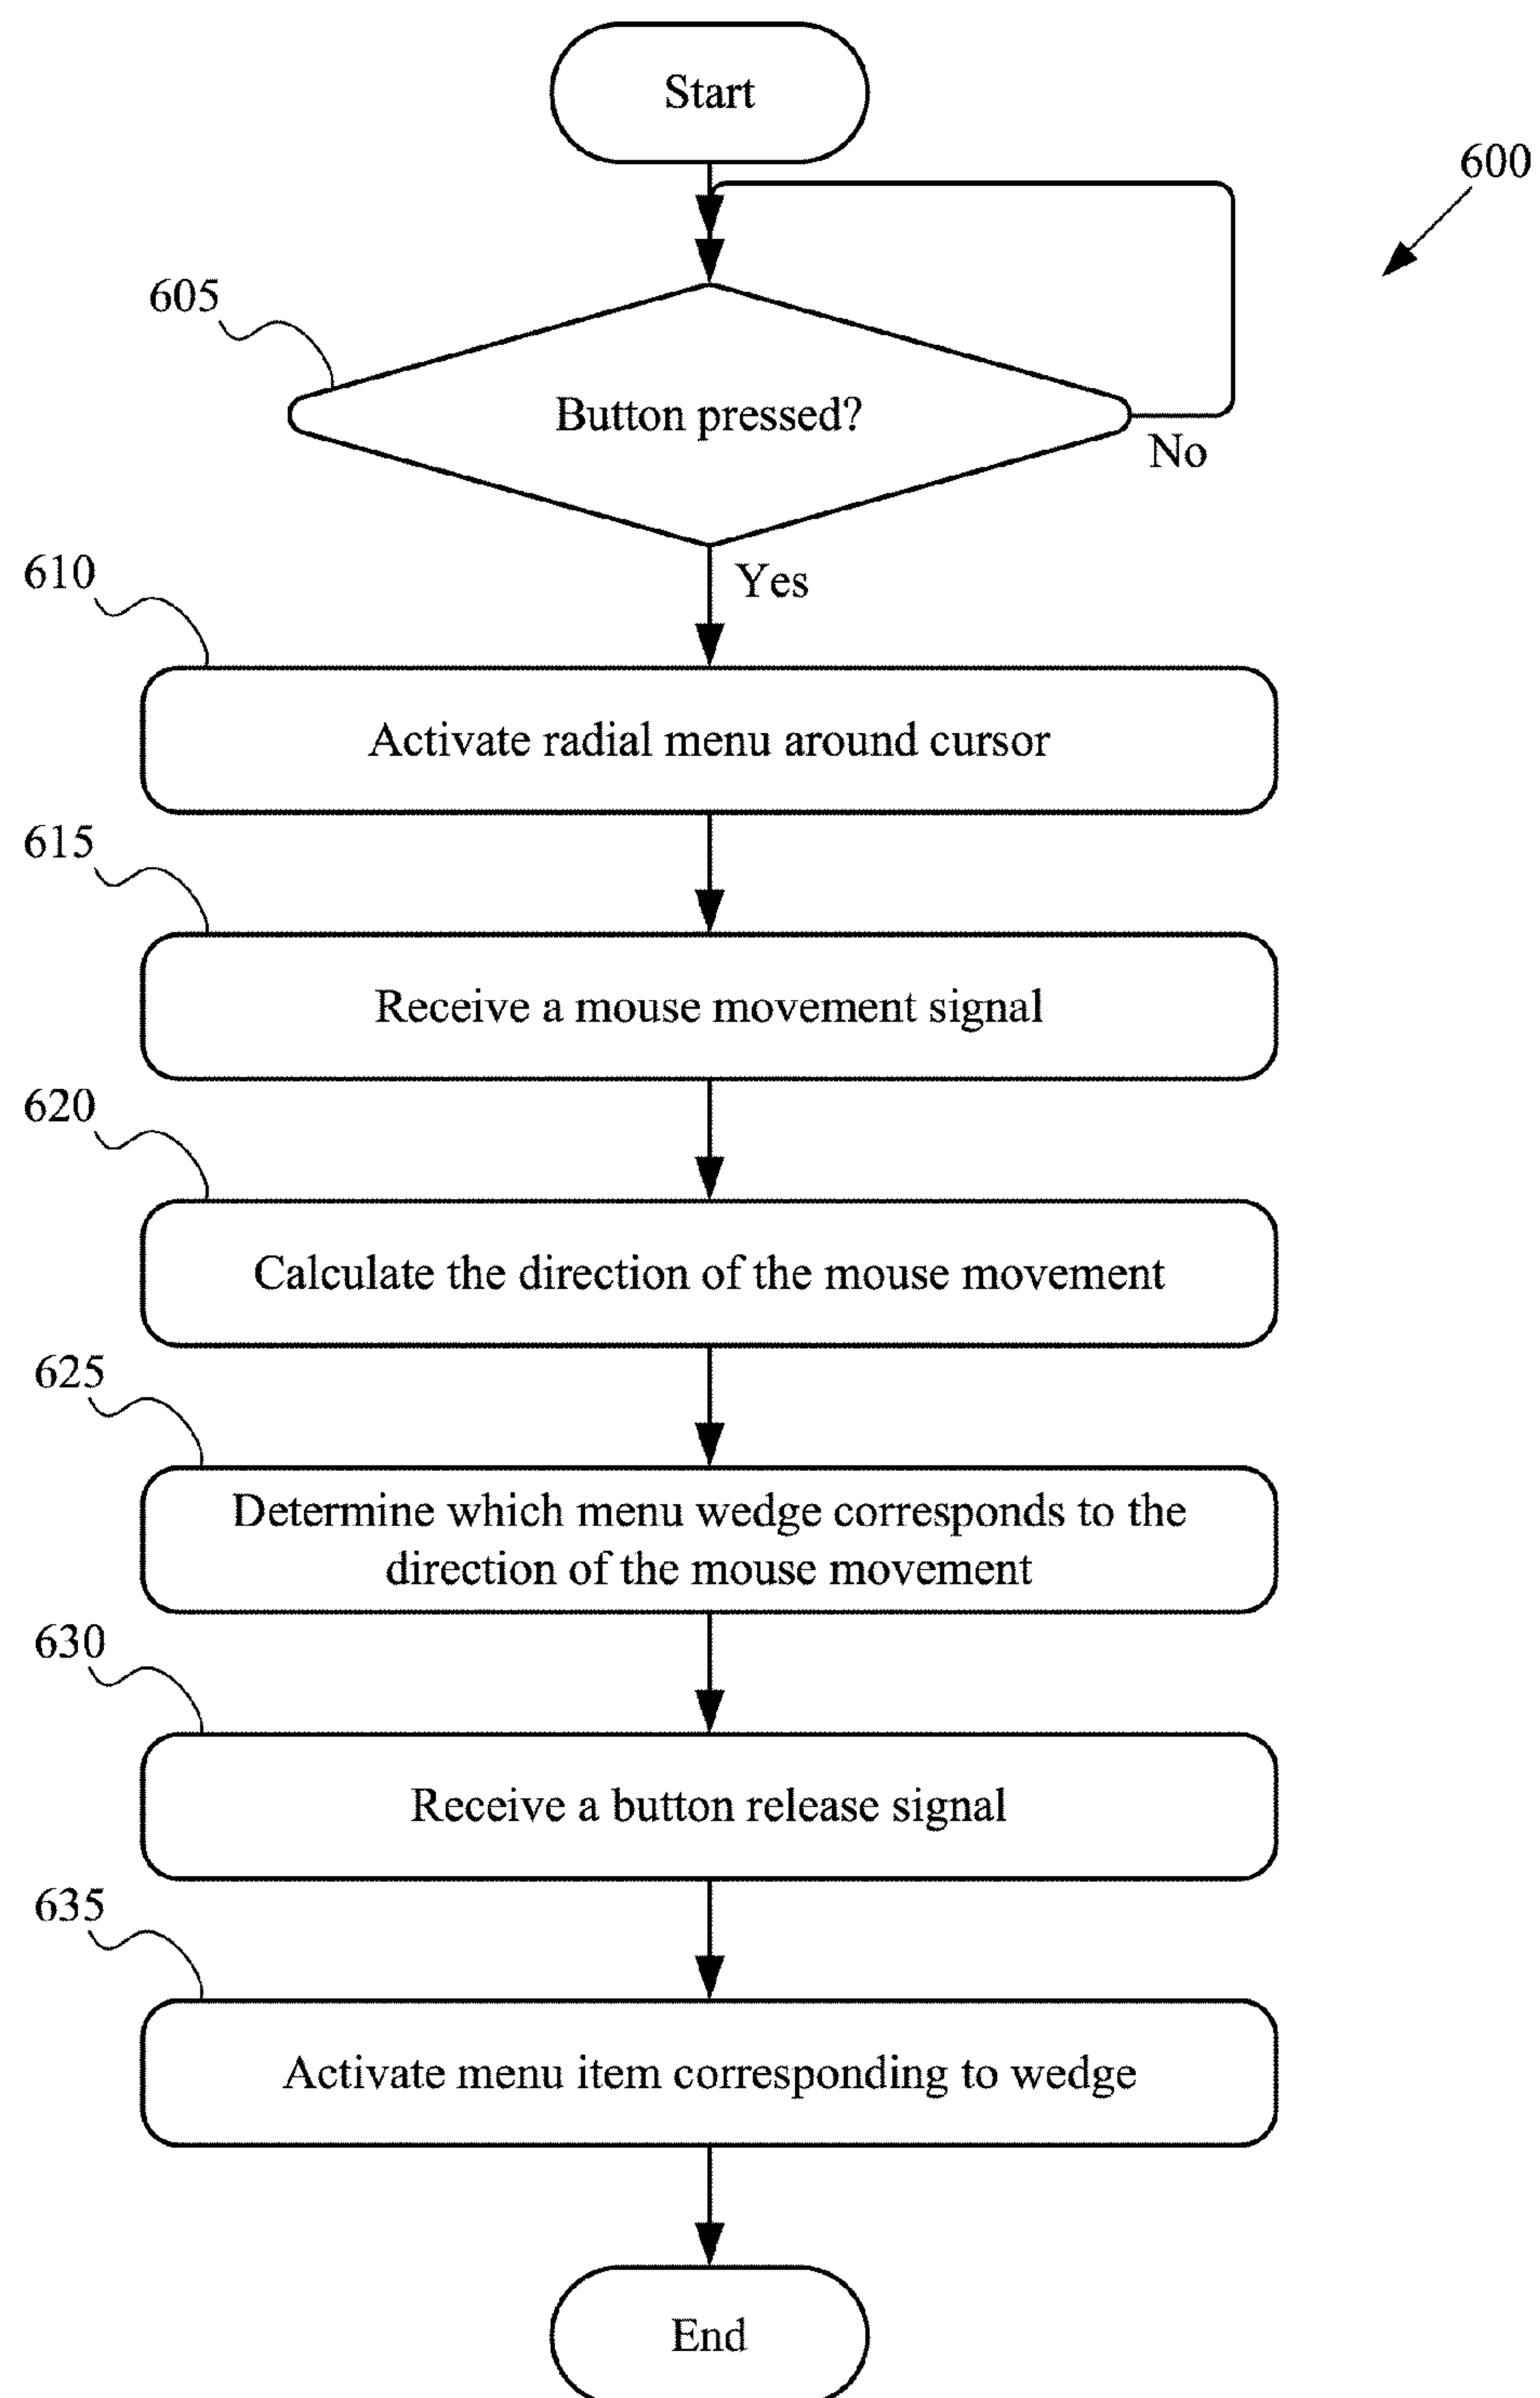 Start
600
605
Button pressed?
No
Yes
610
Activate radial menu around cursor
615
Receive a mouse movement signal
620
Calculate the direction of the mouse movement
625
Determine which menu wedge corresponds to the
direction of the mouse movement
630
Receive a button release signal
635
Activate menu item corresponding to wedge
End